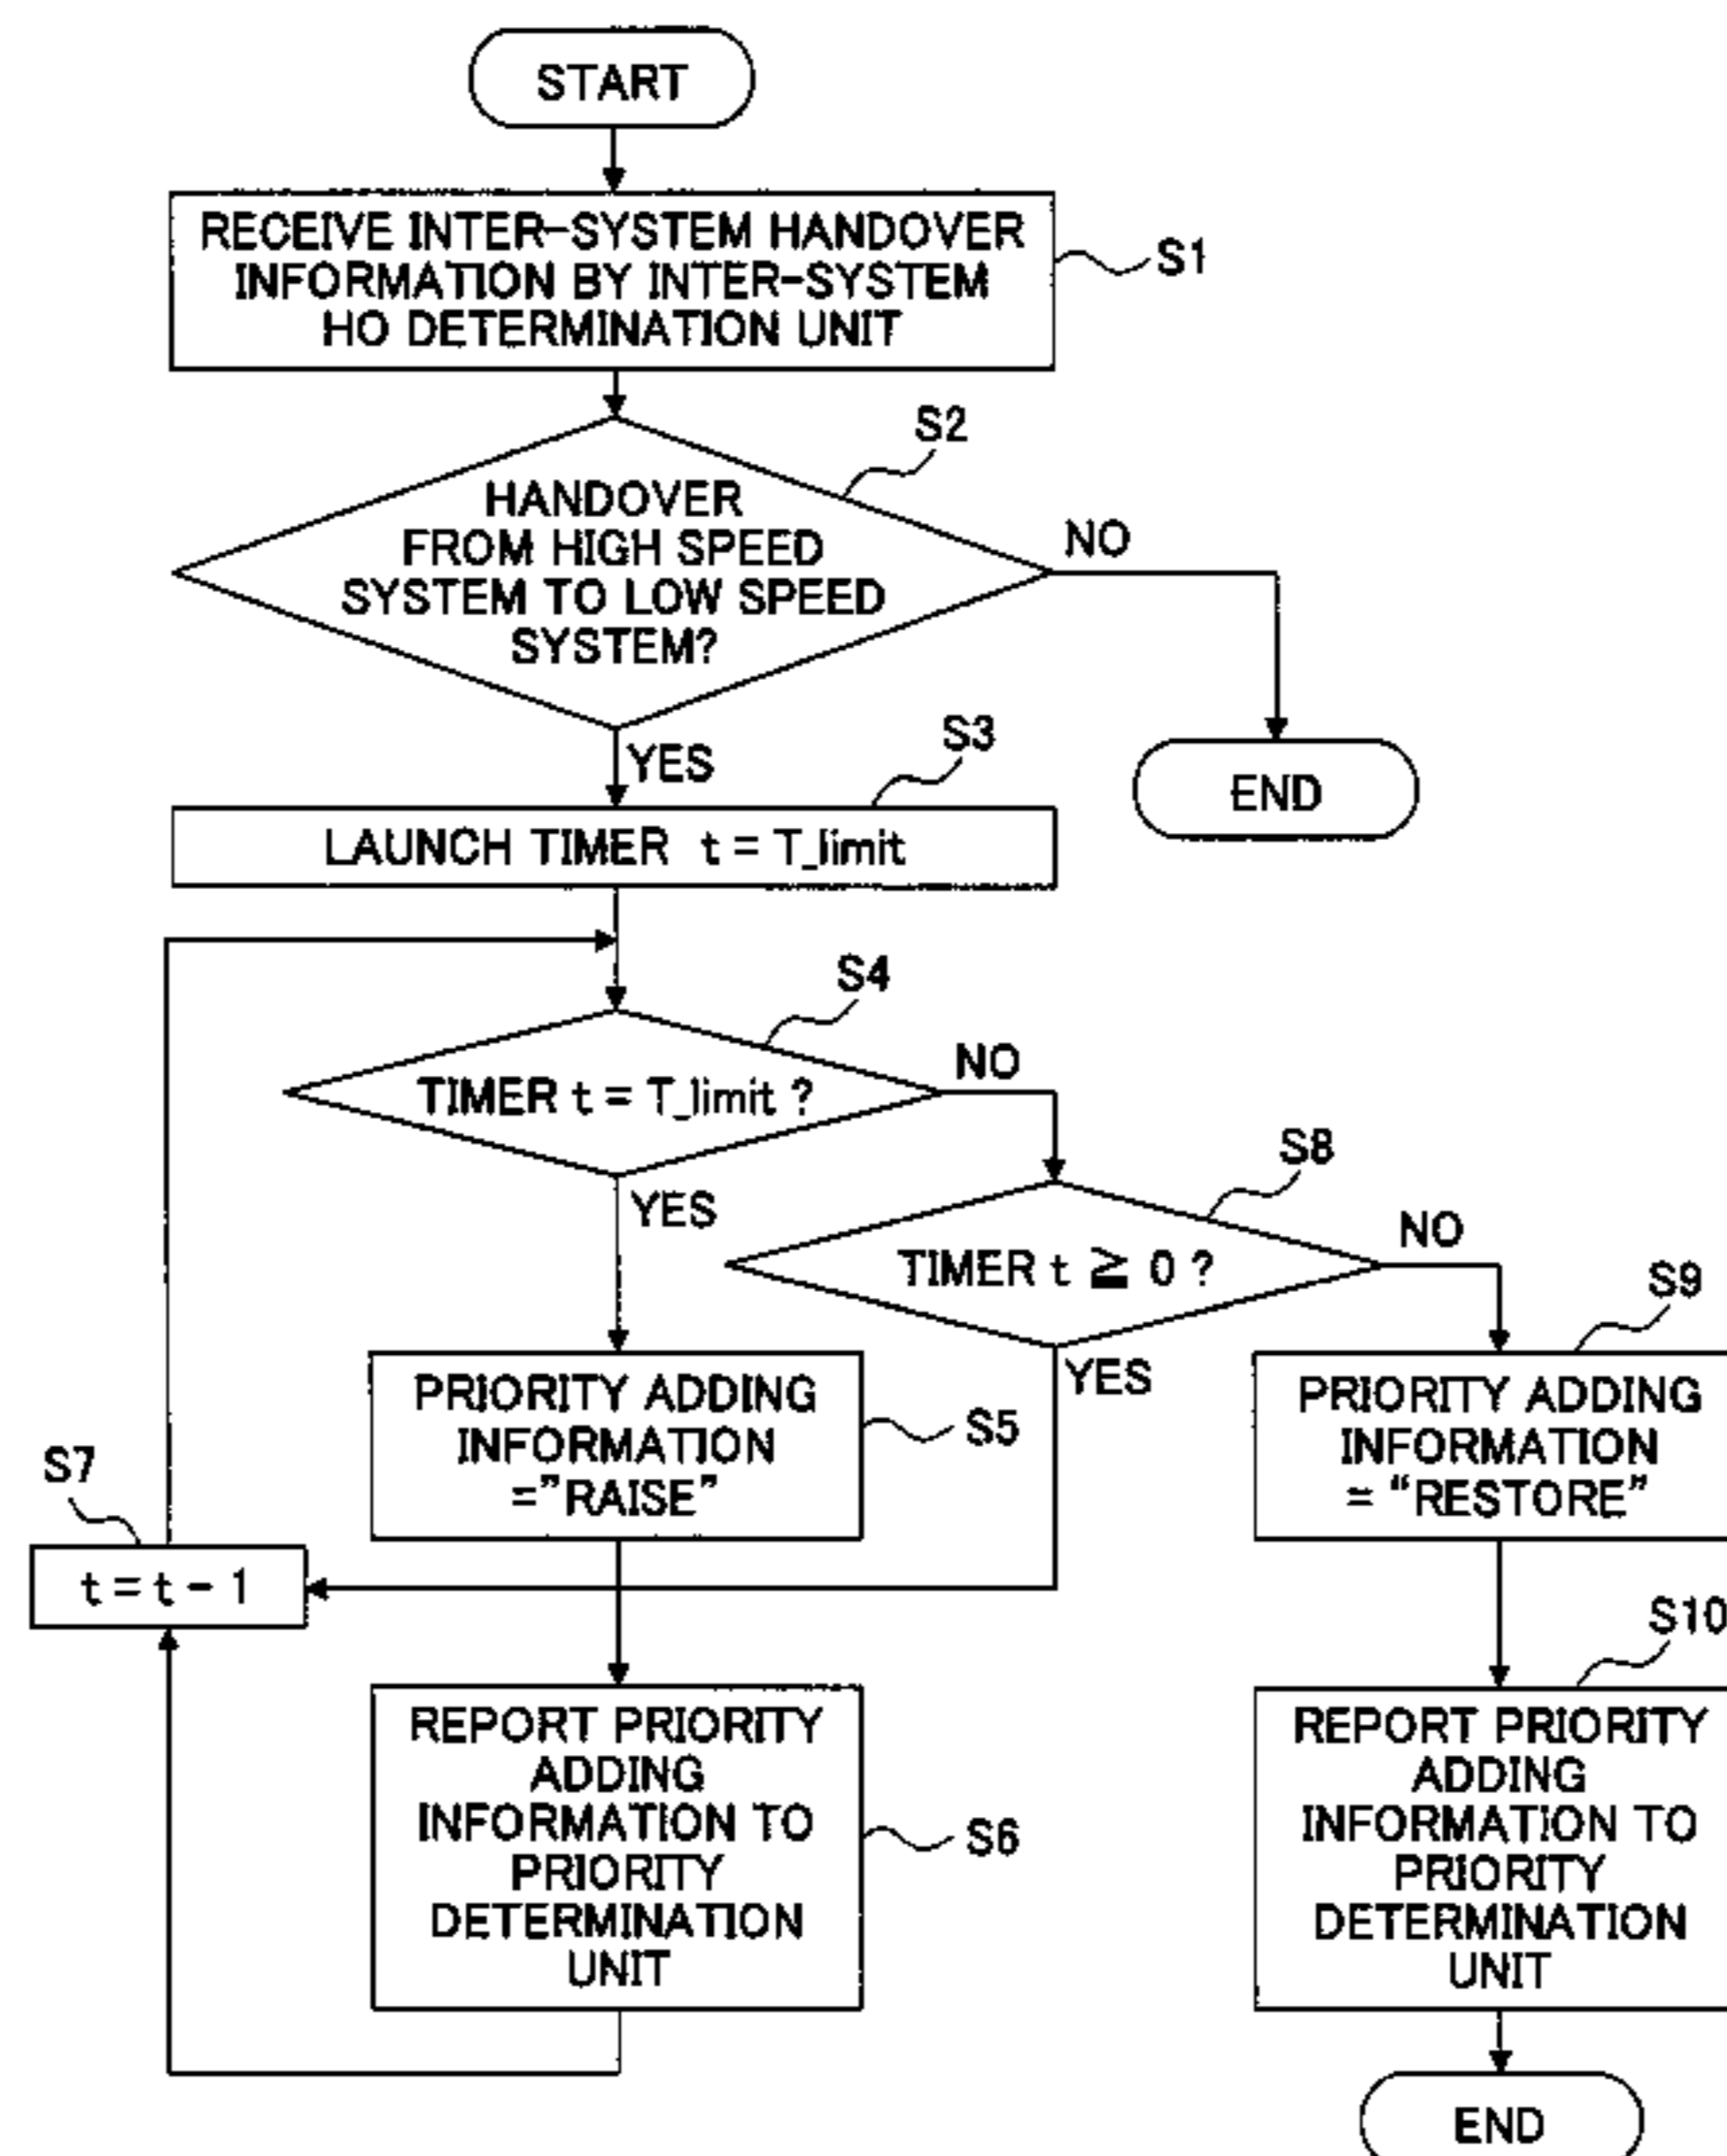 START
RECEIVE INTER-SYSTEM HANDOVER
INFORMATION BY INTER-SYSTEM
HO DETERMINATION UNIT
S1
S2
HANDOVER
FROM HIGH SPEED
SYSTEM TO LOW SPEED
SYSTEM?
NO
YES
END
S3
LAUNCH TIMER t = T_limit
S4
TIMER t = T_limit ?
NO
YES
S8
TIMER t ≧ 0 ?
NO
YES
S5
PRIORITY ADDING
INFORMATION
="RAISE"
S9
PRIORITY ADDING
INFORMATION
= "RESTORE"
S7
t = t - 1
S6
REPORT PRIORITY
ADDING
INFORMATION TO
PRIORITY
DETERMINATION
UNIT
S10
REPORT PRIORITY
ADDING
INFORMATION TO
PRIORITY
DETERMINATION
UNIT
END